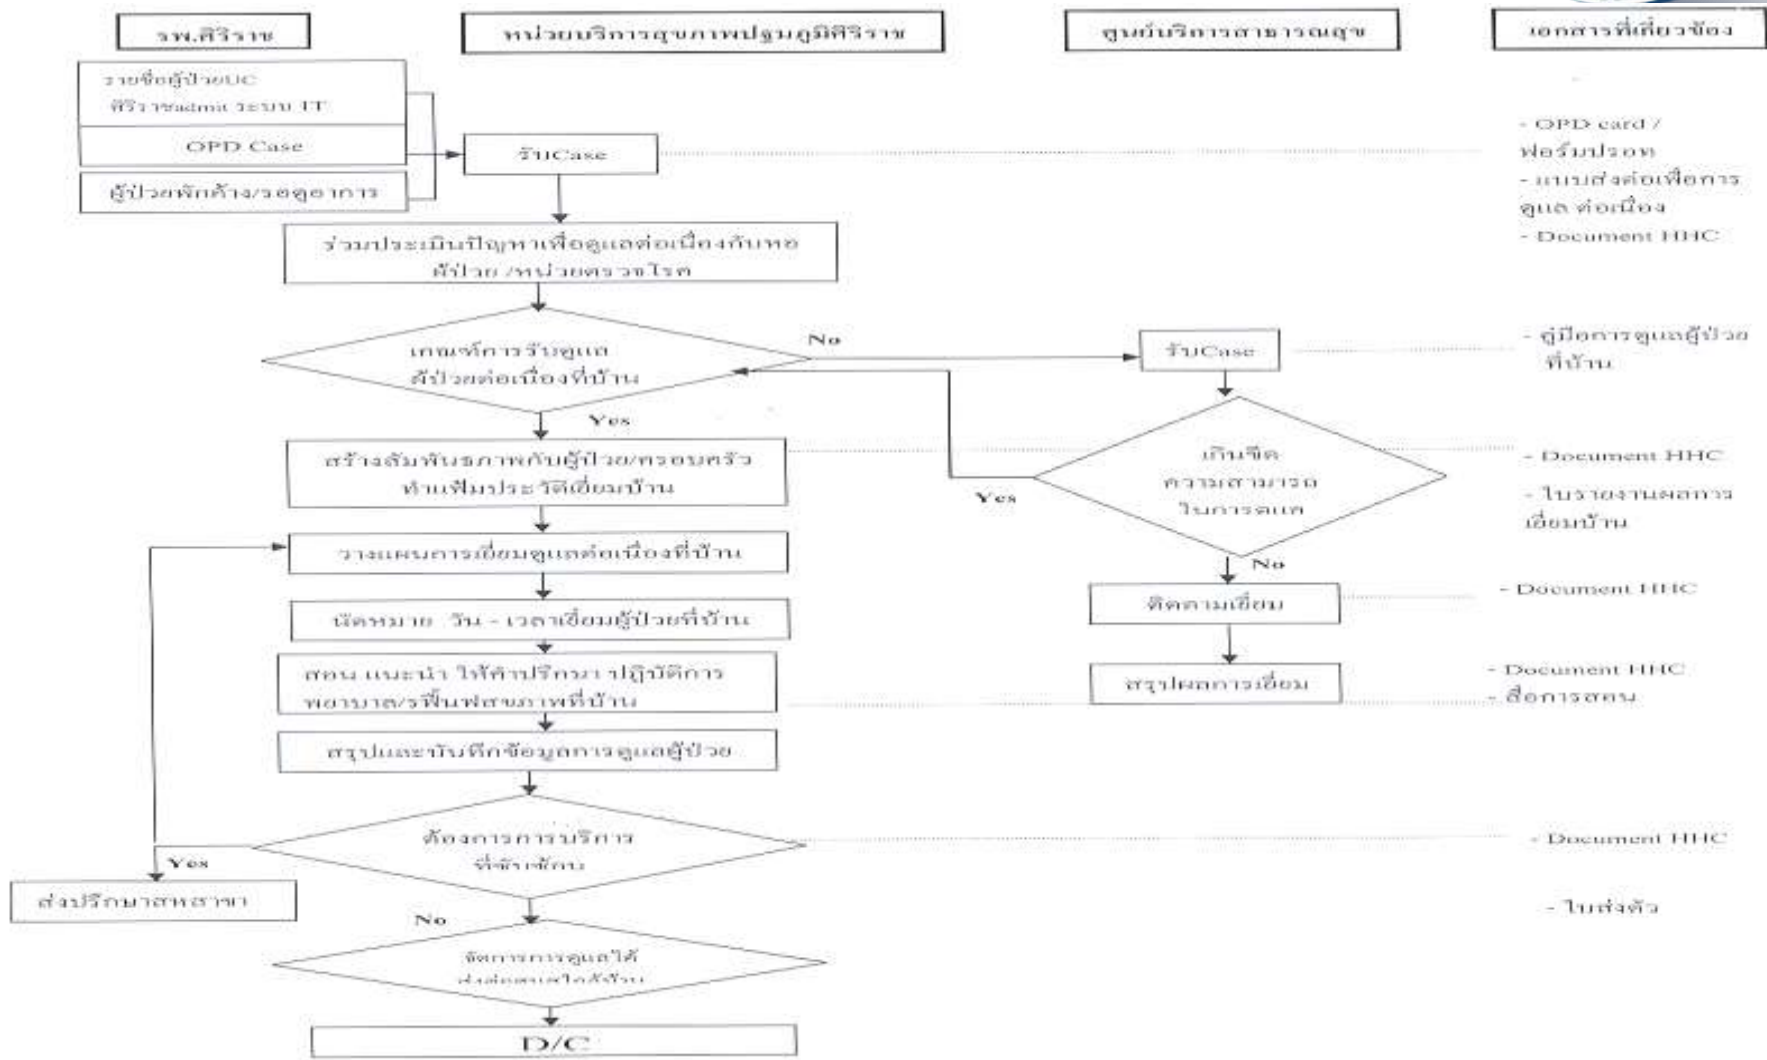 รพ.ศิริราช
หน่วยบริการสุขภาพปฐมภูมิศิริราช
ศูนย์บริการสาธารณสุข
เอกสารที่เกี่ยวข้อง
รายชื่อผู้ป่วยUC
ศิริราชadmit ระบบ IT
OPD Case
ผู้ป่วยพักค้าง/รอดูอาการ
รับCase
- OPD card /
ฟอร์มปรอท
- แบบส่งต่อเพื่อการ
ดูแล ต่อเนื่อง
- Document HHC
ร่วมประเมินปัญหาเพื่อดูแลต่อเนื่องกับหอ
ผู้ป่วย /หน่วยตรวจโรค
เกณฑ์การรับดูแล
ผู้ป่วยต่อเนื่องที่บ้าน
No
รับCase
- คู่มือการดูแลผู้ป่วย
ที่บ้าน
Yes
สร้างสัมพันธภาพกับผู้ป่วย/ครอบครัว
ทำแฟ้มประวัติเยี่ยมบ้าน
เกินขีด
ความสามารถ
ในการดูแล
Yes
- Document HHC
- ใบรายงานผลการ
เยี่ยมบ้าน
วางแผนการเยี่ยมดูแลต่อเนื่องที่บ้าน
No
นัดหมาย วัน - เวลาเยี่ยมผู้ป่วยที่บ้าน
ติดตามเยี่ยม
- Document HHC
สอน แนะนำ ให้คำปรึกษา ปฏิบัติการ
พยาบาล/รฟื้นฟูสุขภาพที่บ้าน
สรุปผลการเยี่ยม
- Document HHC
- สื่อการสอน
สรุปและบันทึกข้อมูลการดูแลผู้ป่วย
ต้องการการบริการ
ที่ซับซ้อน
- Document HHC
Yes
ส่งปรึกษาสหสาขา
- ใบส่งตัว
No
จัดการการดูแลได้
D/C